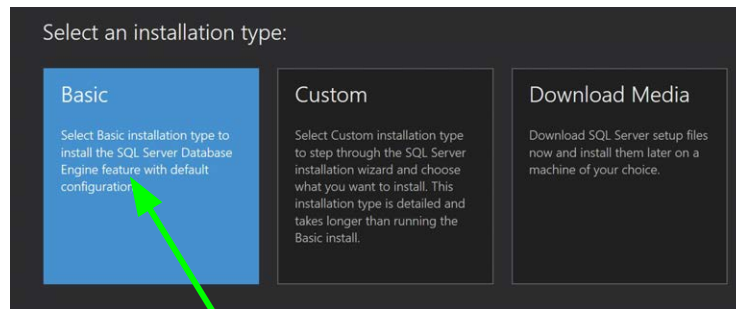 Select an installation type:
Basic
Select Basic installation type to
install the SQL Server Database
Engine feature with default
configuration.
Custom
Select Custom installation type
to step through the SQL Server
installation wizard and choose
what you want to install. This
installation type is detailed and
takes longer than running the
Basic install.
Download Media
Download SQL Server setup files
now and install them later on a
machine of your choice.